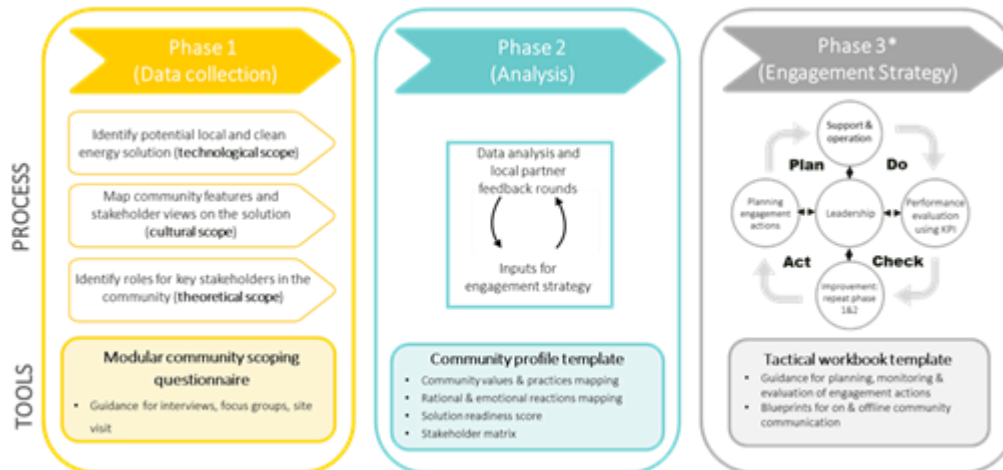 Phase 1
(Data collection)
Phase 2
(Analysis)
Phase 3*
(Engagement Strategy)
PROCESS
Identify potential local and clean
energy solution (technological scope)
Map community features and
stakeholder views on the solution
(cultural scope)
Identify roles for key stakeholders in the
community (theoretical scope)
Data analysis and
local partner
feedback rounds
Inputs for
engagement strategy
Support &
operation
Plan
Do
Planning
engagement
actions
Leadership
Performance
evaluation
using KPI
Act
Check
Improvement:
repeat phase
1&2
TOOLS
Modular community scoping
questionnaire
• Guidance for interviews, focus groups, site
visit
Community profile template
• Community values & practices mapping
• Rational & emotional reactions mapping
• Solution readiness score
• Stakeholder matrix
Tactical workbook template
• Guidance for planning, monitoring &
evaluation of engagement actions
• Blueprints for on & offline community
communication